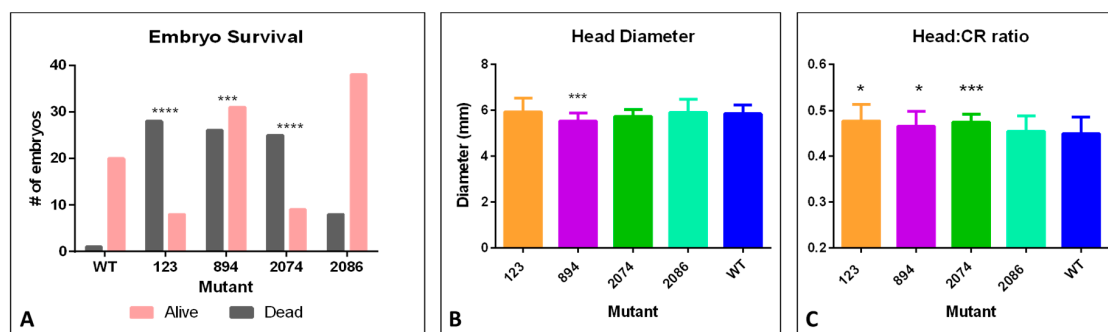 Embryo Survival
# of embryos
40
30
20
10
0
****
***
****
WT 123 894 2074 2086
Mutant
Alive Dead
A
Head Diameter
Diameter (mm)
8
6
4
2
0
***
123 894 2074 2086 WT
Mutant
B
Head:CR ratio
0.6
0.5
0.4
0.3
0.2
* * ***
123 894 2074 2086 WT
Mutant
C